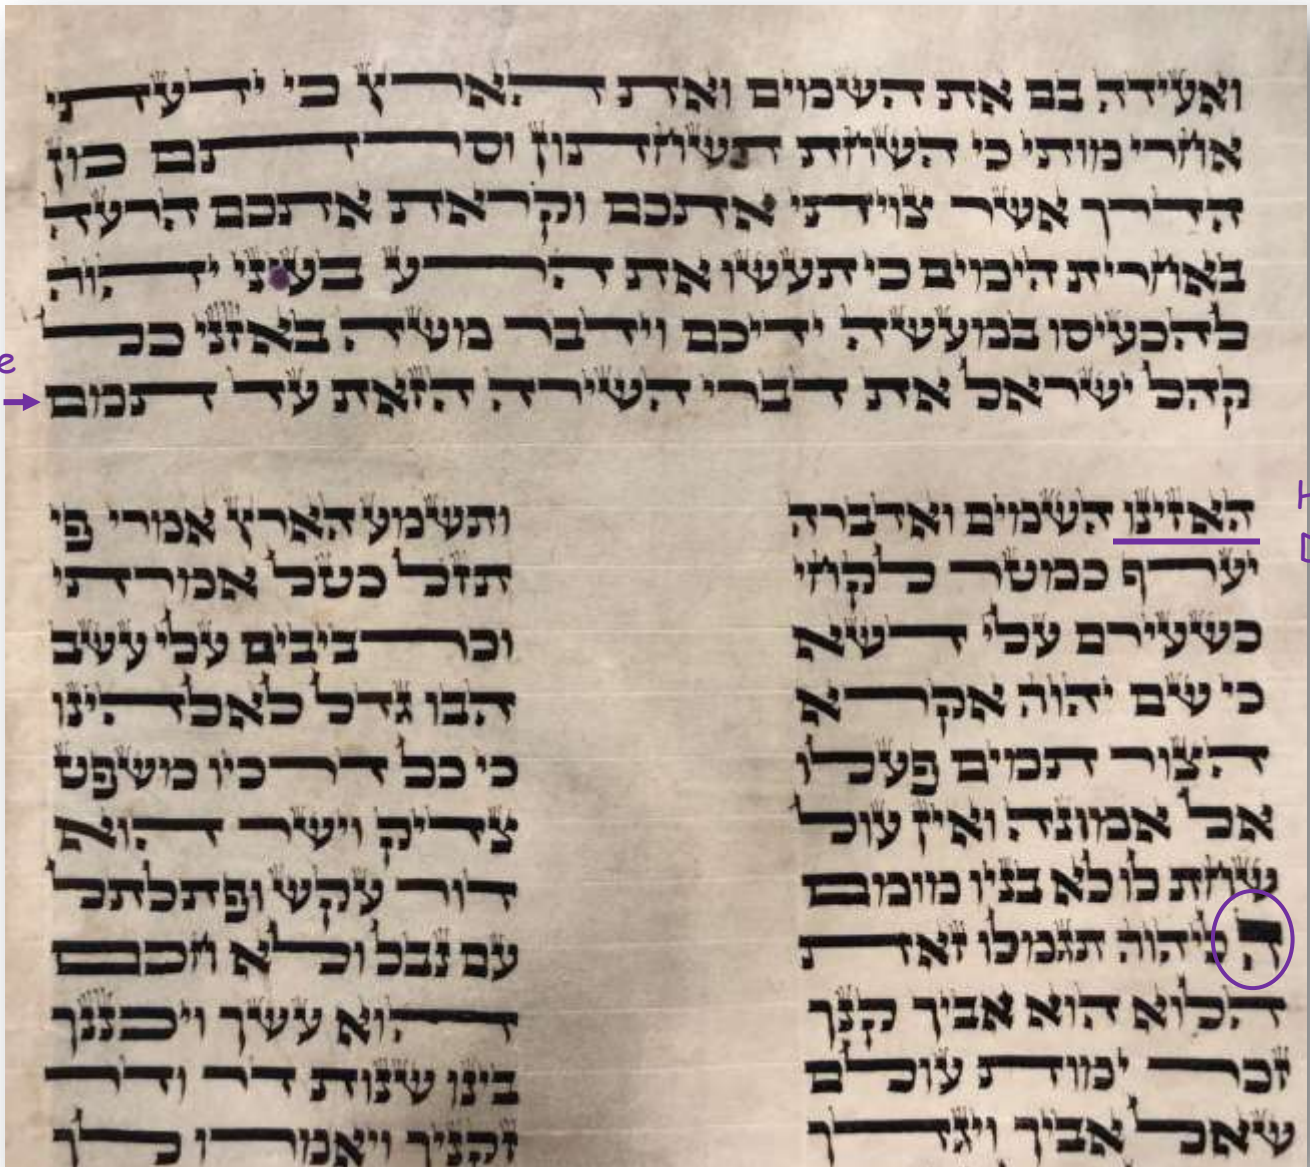 ואעידה בם את השמים ואת הארץ כי ידעתי
אחרי מותי כי השחת תשחתון וסרתם מן
הדרך אשר צויתי אתכם וקראת אתכם הרעה
באחרית הימים כי תעשו את הרע בעיני יהוה
להכעיסו במעשה ידיכם וידבר משה באזני כל
קהל ישראל את דברי השירה הזאת עד תמם
האזינו השמים ואדברה ותשמע הארץ אמרי פי
יערף כמטר לקחי תזל כטל אמרתי
כשעירם עלי דשא וכרביבים עלי עשב
כי שם יהוה אקרא הבו גדל לאלהינו
הצור תמים פעלו כי כל דרכיו משפט
אל אמונה ואין עול צדיק וישר הוא
שחת לו לא בניו מומם דור עקש ופתלתל
ה ליהוה תגמלו זאת עם נבל ולא חכם
הלוא הוא אביך קנך הוא עשך ויכננך
זכר ימות עולם בינו שנות דר ודר
שאל אביך ויגדך זקניך ויאמרו לך